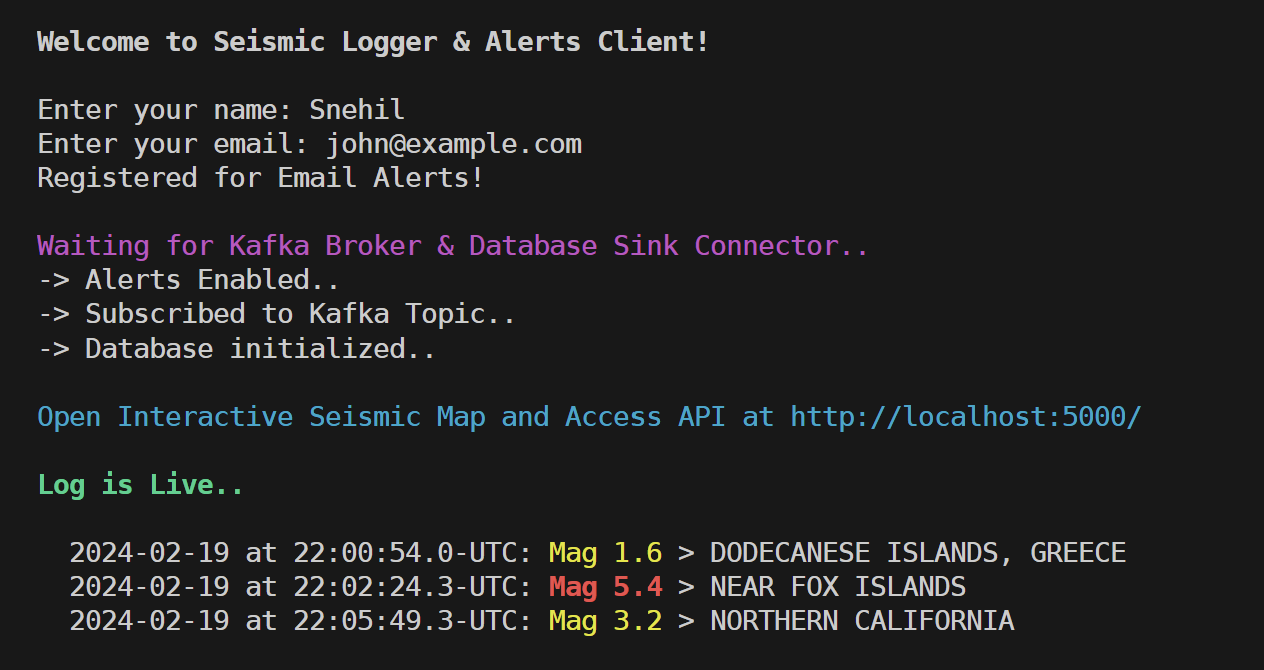 Welcome to Seismic Logger & Alerts Client!
Enter your name: Snehil
Enter your email: john@example.com
Registered for Email Alerts!
Waiting for Kafka Broker & Database Sink Connector..
-> Alerts Enabled..
-> Subscribed to Kafka Topic..
-> Database initialized..
Open Interactive Seismic Map and Access API at http://localhost:5000/
Log is Live..
2024-02-19 at 22:00:54.0-UTC: Mag 1.6 > DODECANESE ISLANDS, GREECE
2024-02-19 at 22:02:24.3-UTC: Mag 5.4 > NEAR FOX ISLANDS
2024-02-19 at 22:05:49.3-UTC: Mag 3.2 > NORTHERN CALIFORNIA